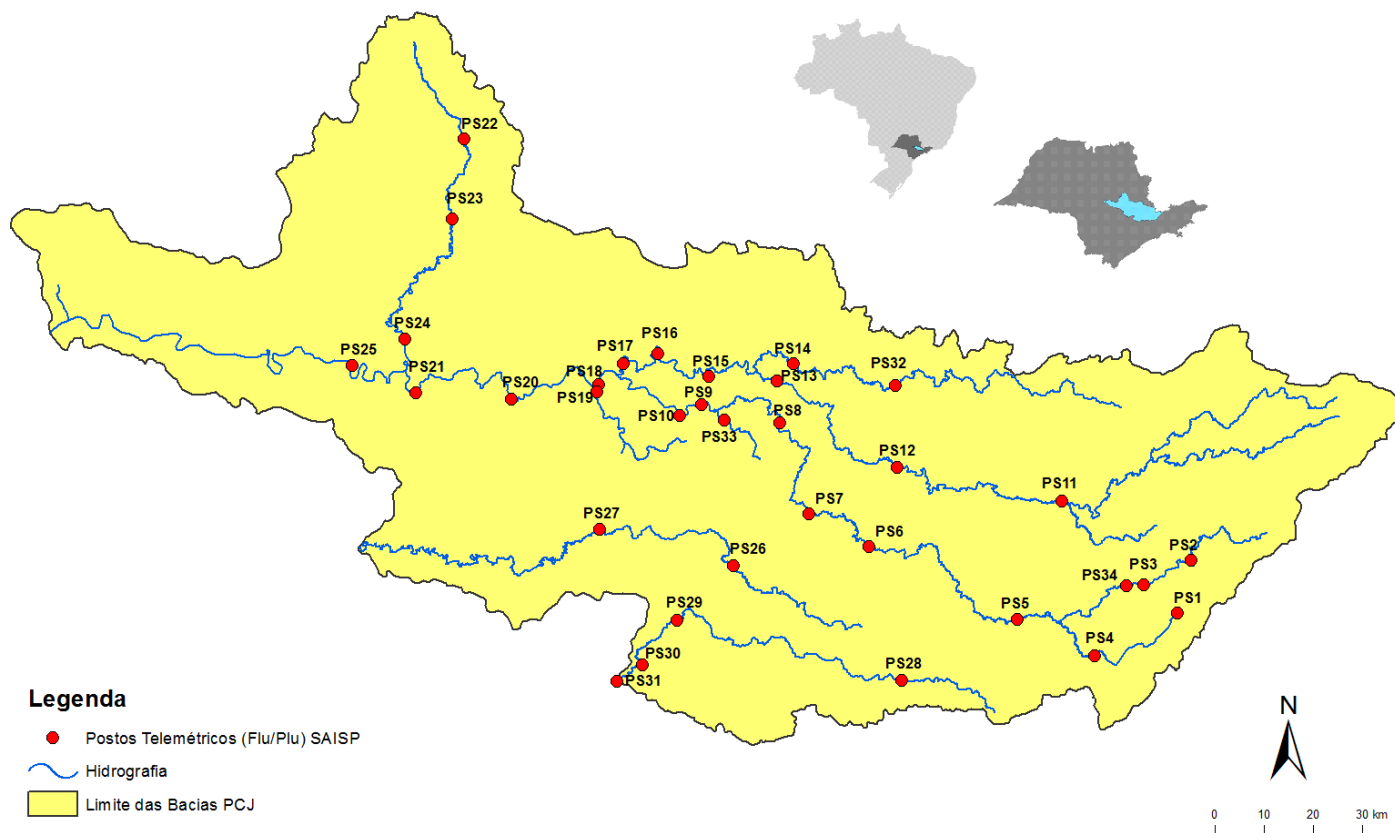 PS22
PS23
PS24
PS25
PS21
PS20
PS18
PS19
PS17
PS16
PS15
PS14
PS13
PS32
PS9
PS10
PS33
PS8
PS12
PS11
PS7
PS6
PS27
PS26
PS2
PS3
PS34
PS1
PS5
PS4
PS29
PS30
PS31
PS28
Legenda
Postos Telemétricos (Flu/Plu) SAISP
Hidrografia
Limite das Bacias PCJ
N
0 10 20 30 km